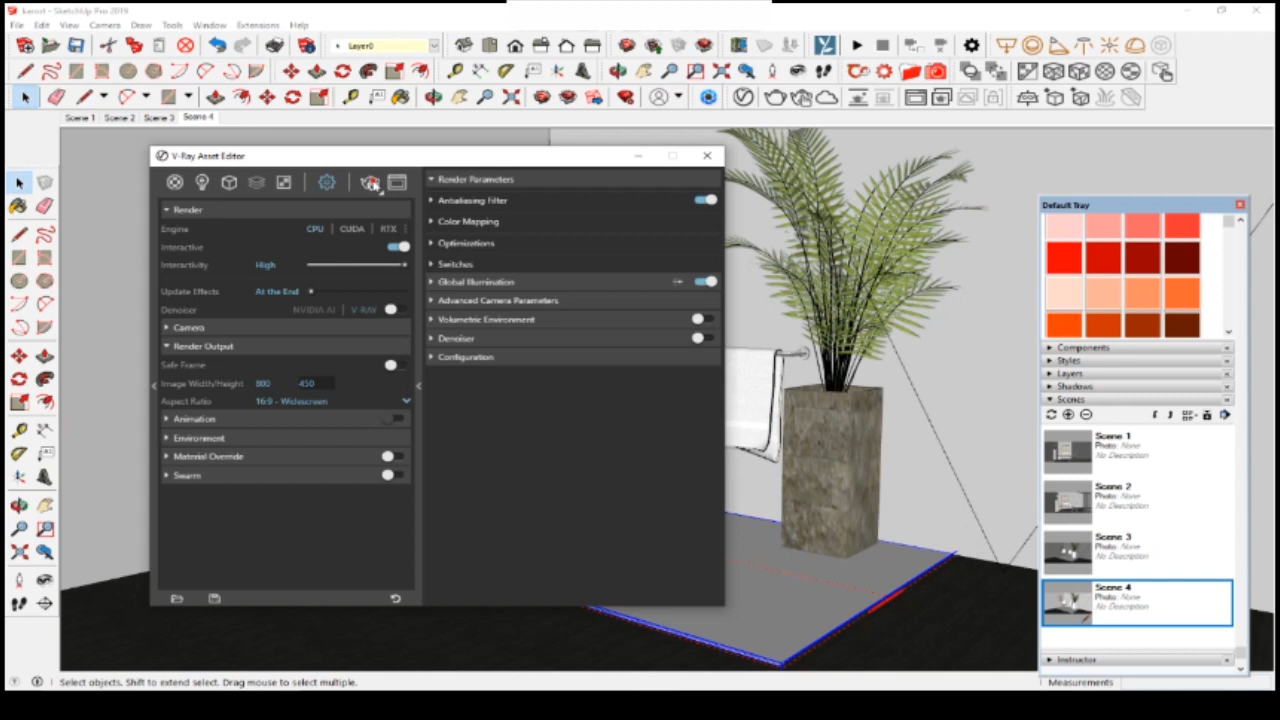 SketchUp Pro 2019
File Edit View Camera Draw Tools Window Extensions Help
Layer0
Scene 1 Scene 2 Scene 3 Scene 4
V-Ray Asset Editor
Render
Engine CPU | CUDA | RTX
Interactive
Interactivity High
Update Effects At the End
Denoiser NVIDIA AI | V-RAY
Camera
Render Output
Safe Frame
Image Width/Height 800 450
Aspect Ratio 16:9 - Widescreen
Animation
Environment
Material Override
Swarm
Render Parameters
Antialiasing Filter
Color Mapping
Optimizations
Switches
Global Illumination
Advanced Camera Parameters
Volumetric Environment
Denoiser
Configuration
Default Tray
Components
Styles
Layers
Shadows
Scenes
Scene 1
Photo: None
No Description
Scene 2
Photo: None
No Description
Scene 3
Photo: None
No Description
Scene 4
Photo: None
No Description
Instructor
Select objects. Shift to extend select. Drag mouse to select multiple.
Measurements